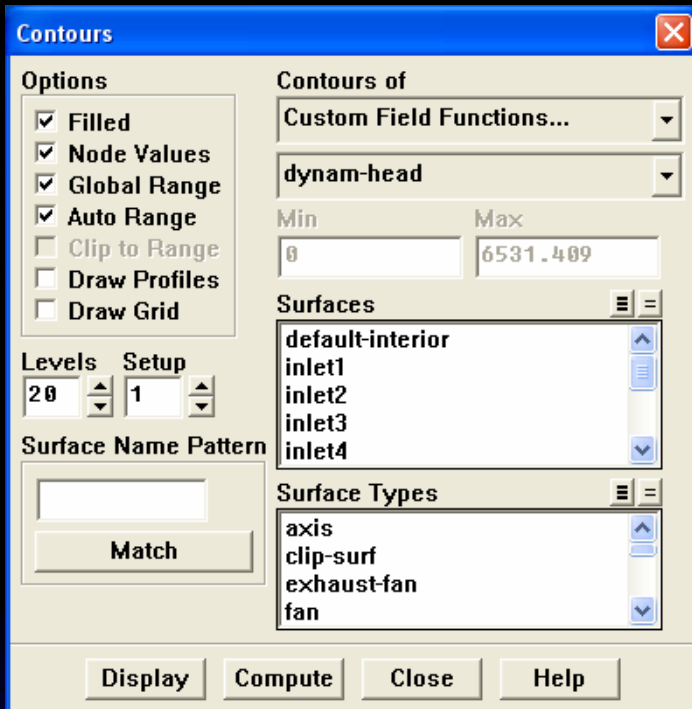 Contours
Options
Filled
Node Values
Global Range
Auto Range
Clip to Range
Draw Profiles
Draw Grid
Levels Setup
20 1
Surface Name Pattern
Match
Contours of
Custom Field Functions...
dynam-head
Min Max
0 6531.409
Surfaces
default-interior
inlet1
inlet2
inlet3
inlet4
Surface Types
axis
clip-surf
exhaust-fan
fan
Display Compute Close Help